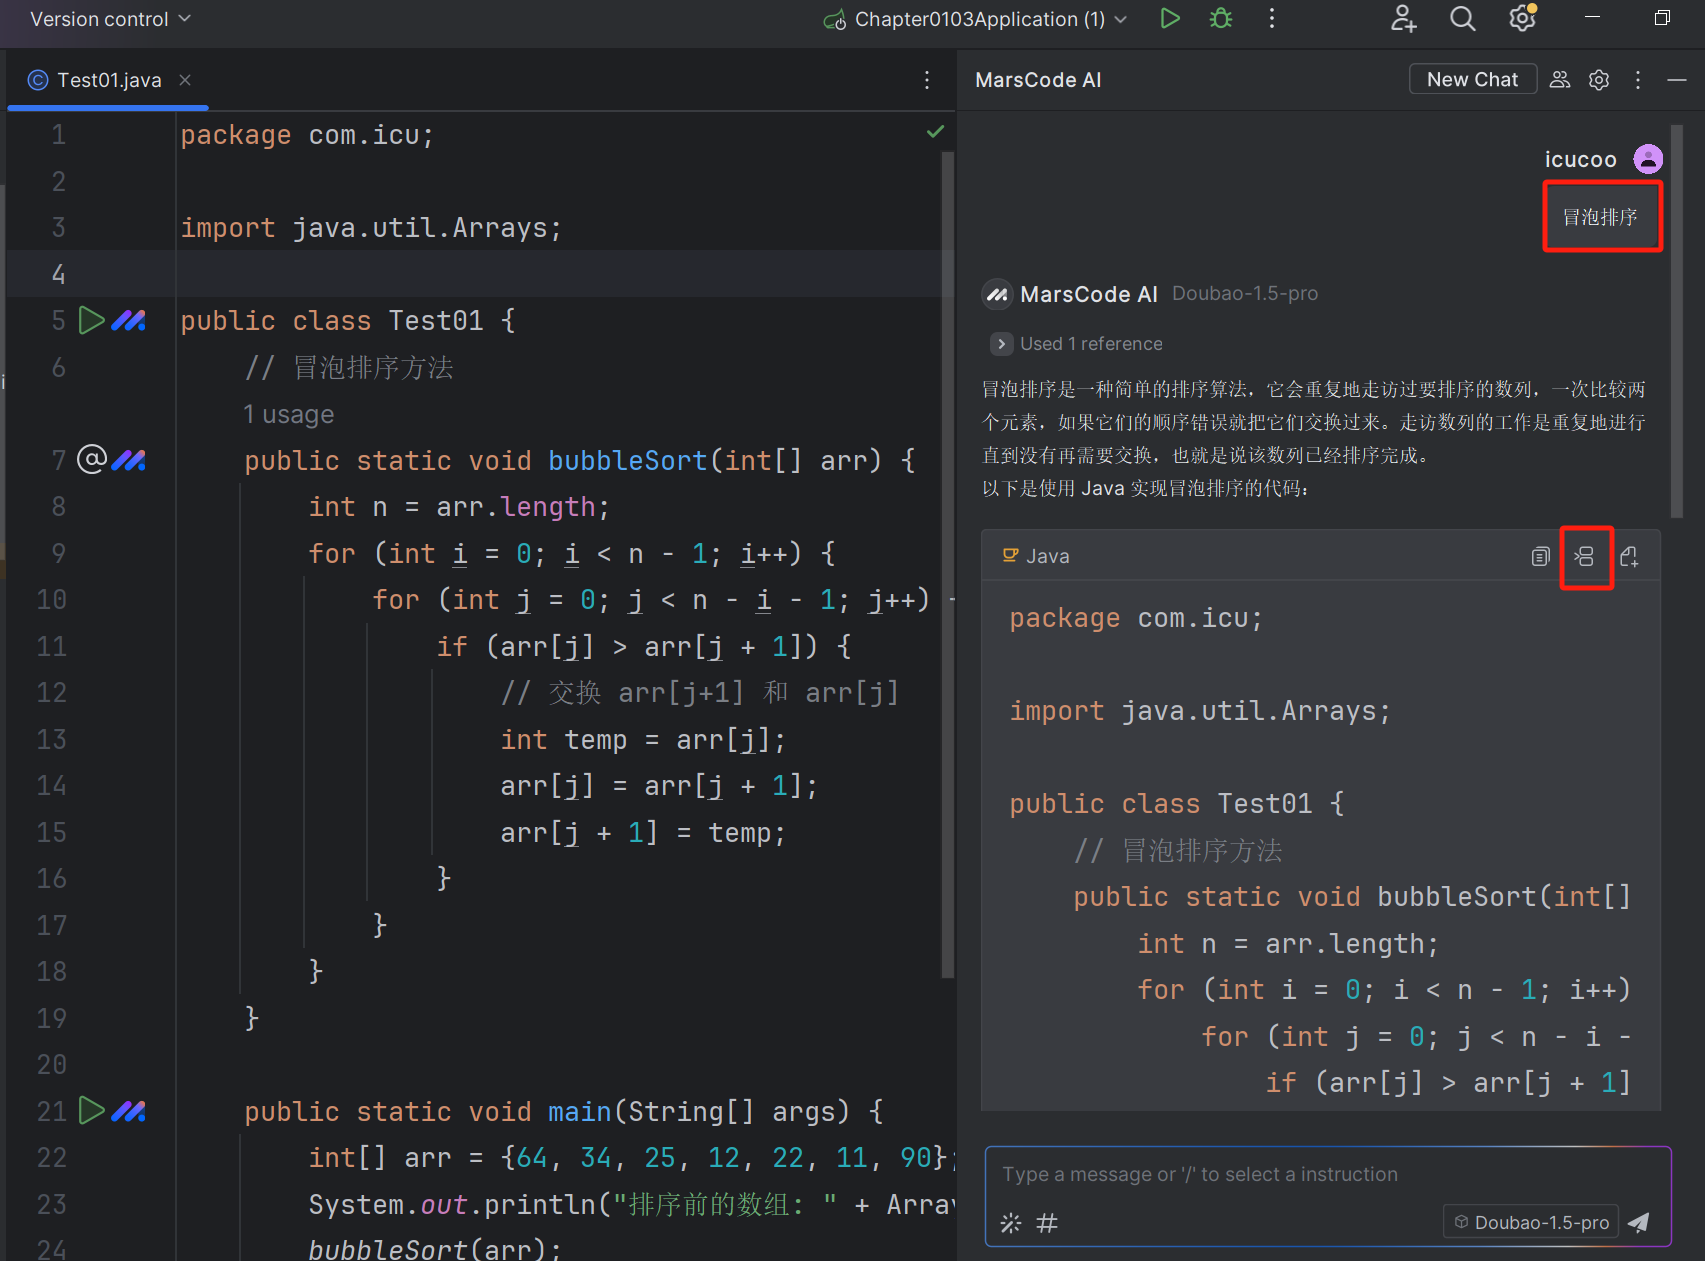 Version control
Chapter0103Application (1)
Test01.java
1 package com.icu;
2
3 import java.util.Arrays;
4
5 public class Test01 {
6 // 冒泡排序方法
1 usage
7 public static void bubbleSort(int[] arr) {
8 int n = arr.length;
9 for (int i = 0; i < n - 1; i++) {
10 for (int j = 0; j < n - i - 1; j++)
11 if (arr[j] > arr[j + 1]) {
12 // 交换 arr[j+1] 和 arr[j]
13 int temp = arr[j];
14 arr[j] = arr[j + 1];
15 arr[j + 1] = temp;
16 }
17 }
18 }
19 }
20
21 public static void main(String[] args) {
22 int[] arr = {64, 34, 25, 12, 22, 11, 90};
23 System.out.println("排序前的数组: " + Array
24 bubbleSort(arr);
MarsCode AI
New Chat
icucoo
冒泡排序
MarsCode AI Doubao-1.5-pro
Used 1 reference
冒泡排序是一种简单的排序算法，它会重复地走访过要排序的数列，一次比较两
个元素，如果它们的顺序错误就把它们交换过来。走访数列的工作是重复地进行
直到没有再需要交换，也就是说该数列已经排序完成。
以下是使用 Java 实现冒泡排序的代码：
Java
package com.icu;
import java.util.Arrays;
public class Test01 {
// 冒泡排序方法
public static void bubbleSort(int[]
int n = arr.length;
for (int i = 0; i < n - 1; i++)
for (int j = 0; j < n - i -
if (arr[j] > arr[j + 1]
Type a message or '/' to select a instruction
Doubao-1.5-pro